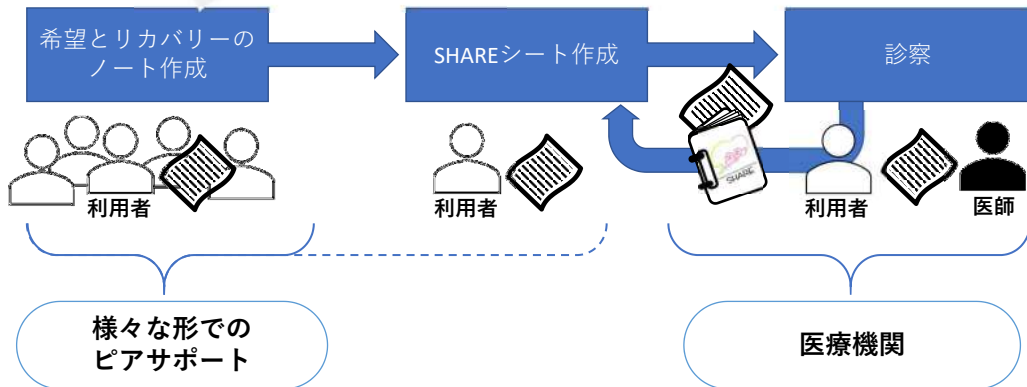 希望とリカバリーの
ノート作成
SHAREシート作成
診察
SHARE
利用者
利用者
利用者
医師
様々な形での
ピアサポート
医療機関